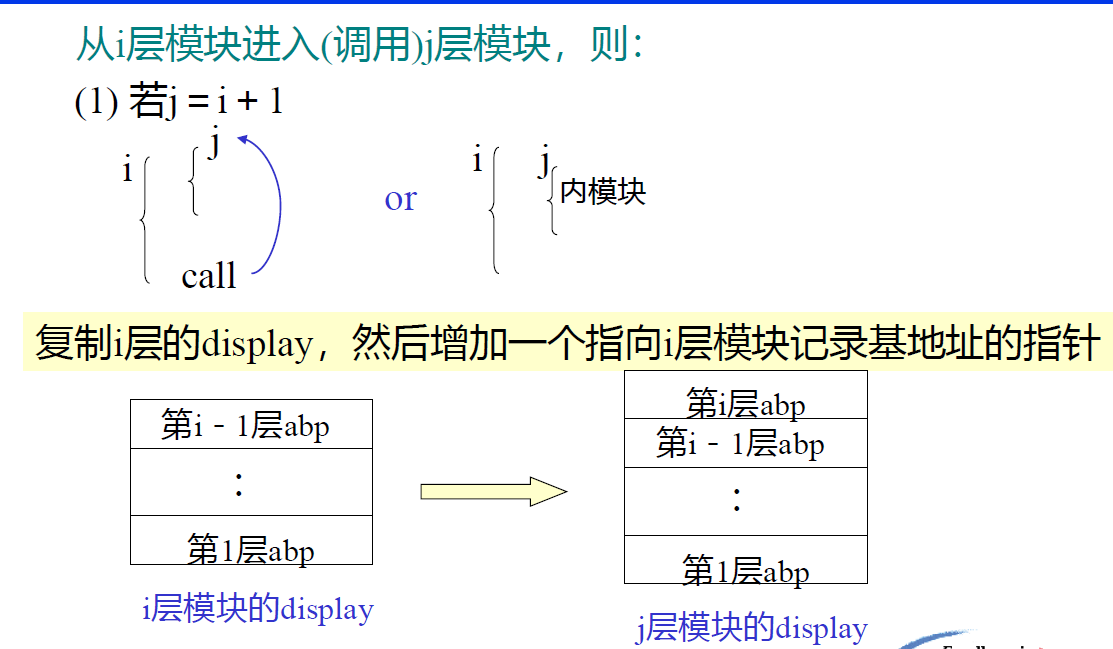 从i层模块进入(调用)j层模块，则：
(1) 若j = i + 1
i
j
call
or
i
j
内模块
复制i层的display，然后增加一个指向i层模块记录基地址的指针
第i - 1层abp
：
第1层abp
i层模块的display
第i层abp
第i - 1层abp
：
第1层abp
j层模块的display